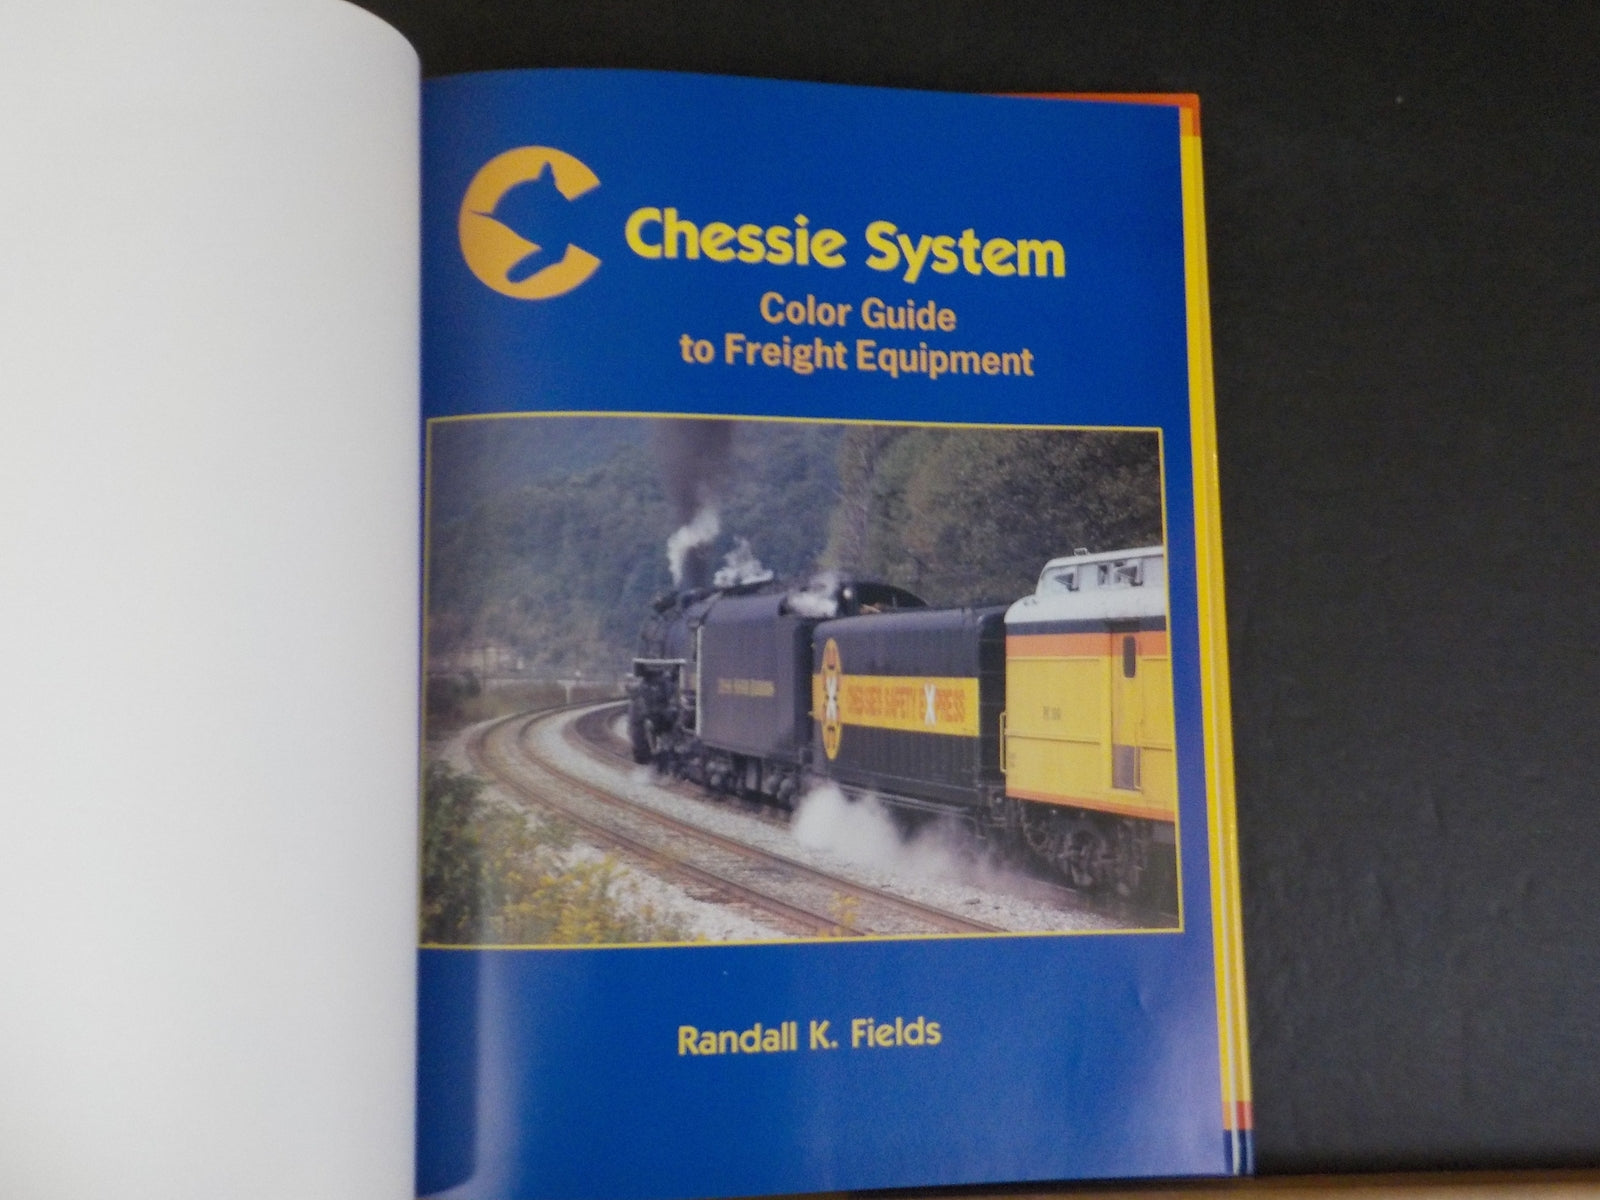 Chessie System
Color Guide
to Freight Equipment
CHESSIE SAFETY EXPRESS
Randall K. Fields